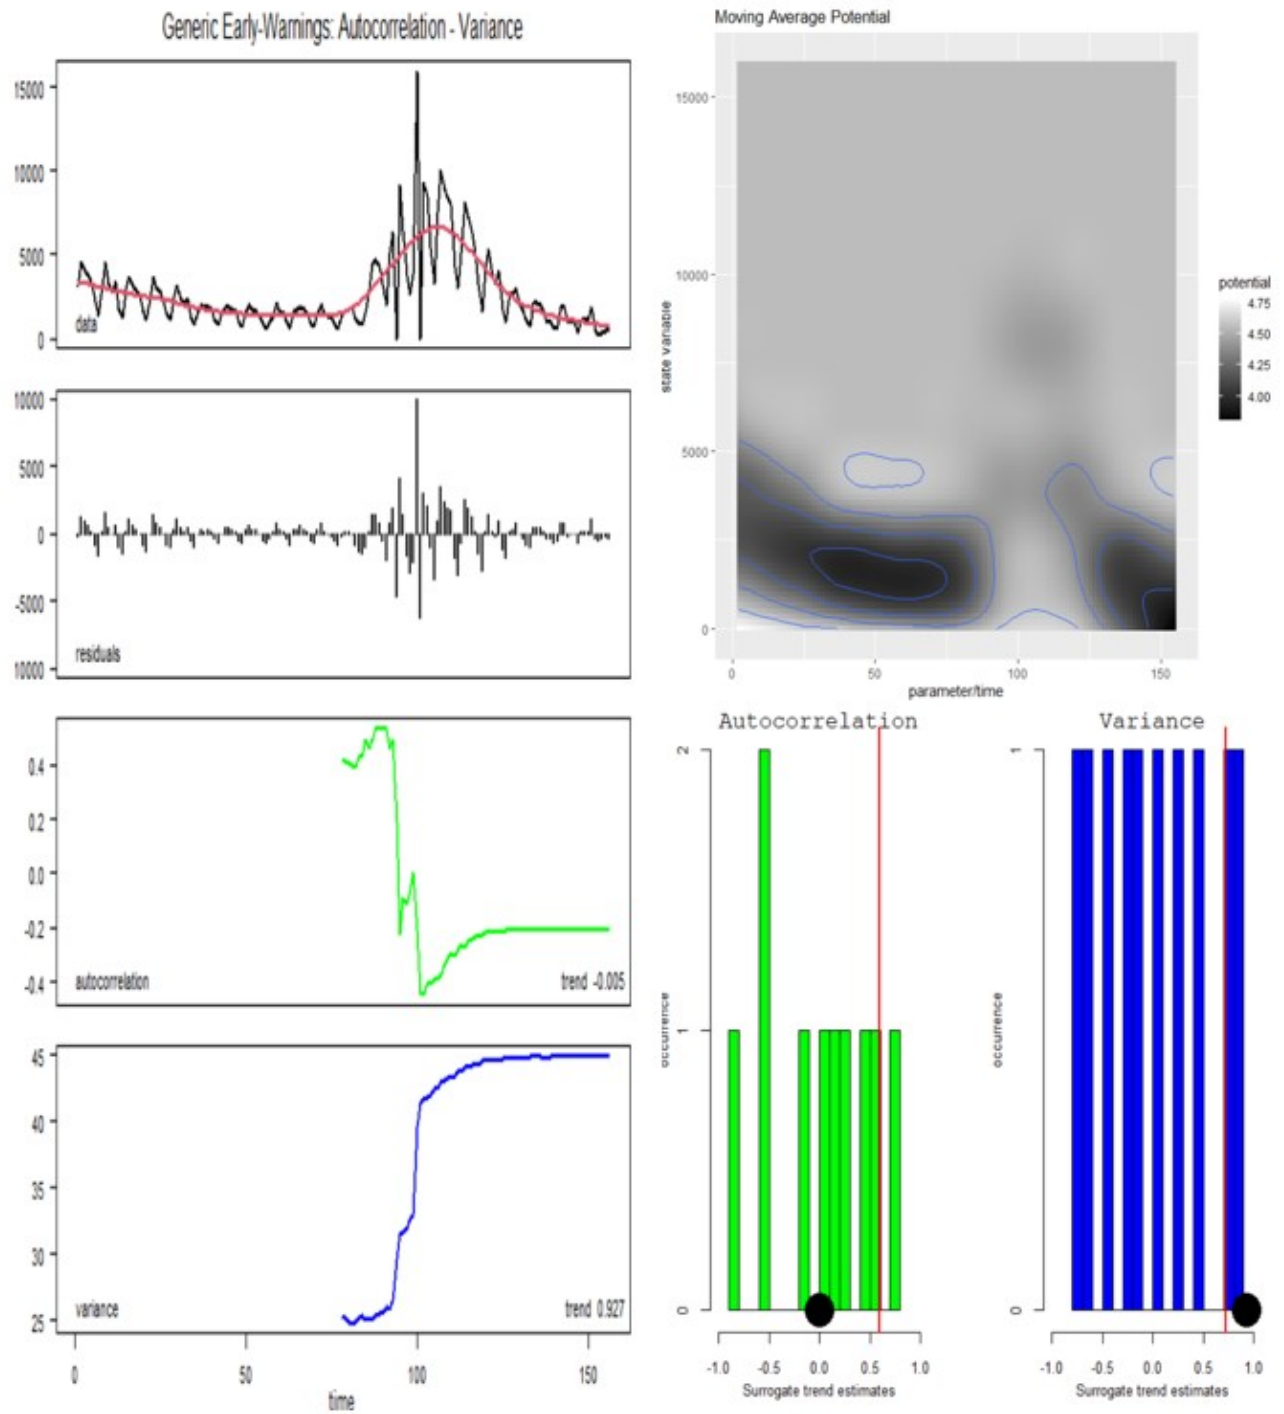 Generic Early-Warnings: Autocorrelation - Variance
15000
10000
5000
0
data
10000
5000
0
-5000
10000
residuals
0.4
0.2
0.0
-0.2
-0.4
autocorrelation
trend -0.005
45
40
35
30
25
variance
trend 0.927
0
50
100
150
time
Moving Average Potential
15000
10000
5000
0
state variable
0
50
100
150
parameter/time
potential
4.75
4.50
4.25
4.00
Autocorrelation
2
1
0
occurrence
-1.0
-0.5
0.0
0.5
1.0
Surrogate trend estimates
Variance
1
0
occurrence
-1.0
-0.5
0.0
0.5
1.0
Surrogate trend estimates